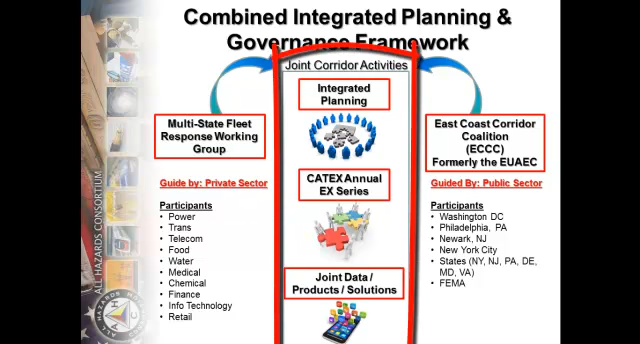 Combined Integrated Planning &
Governance Framework
Joint Corridor Activities
Integrated
Planning
Multi-State Fleet
Response Working
Group
East Coast Corridor
Coalition
(ECCC)
Formerly the EUAEC
CATEX Annual
EX Series
Guide by: Private Sector
Guided By: Public Sector
Participants
• Power
• Trans
• Telecom
• Food
• Water
• Medical
• Chemical
• Finance
• Info Technology
• Retail
Participants
• Washington DC
• Philadelphia, PA
• Newark, NJ
• New York City
• States (NY, NJ, PA, DE,
MD, VA)
• FEMA
Joint Data /
Products / Solutions
ALL HAZARDS CONSORTIUM